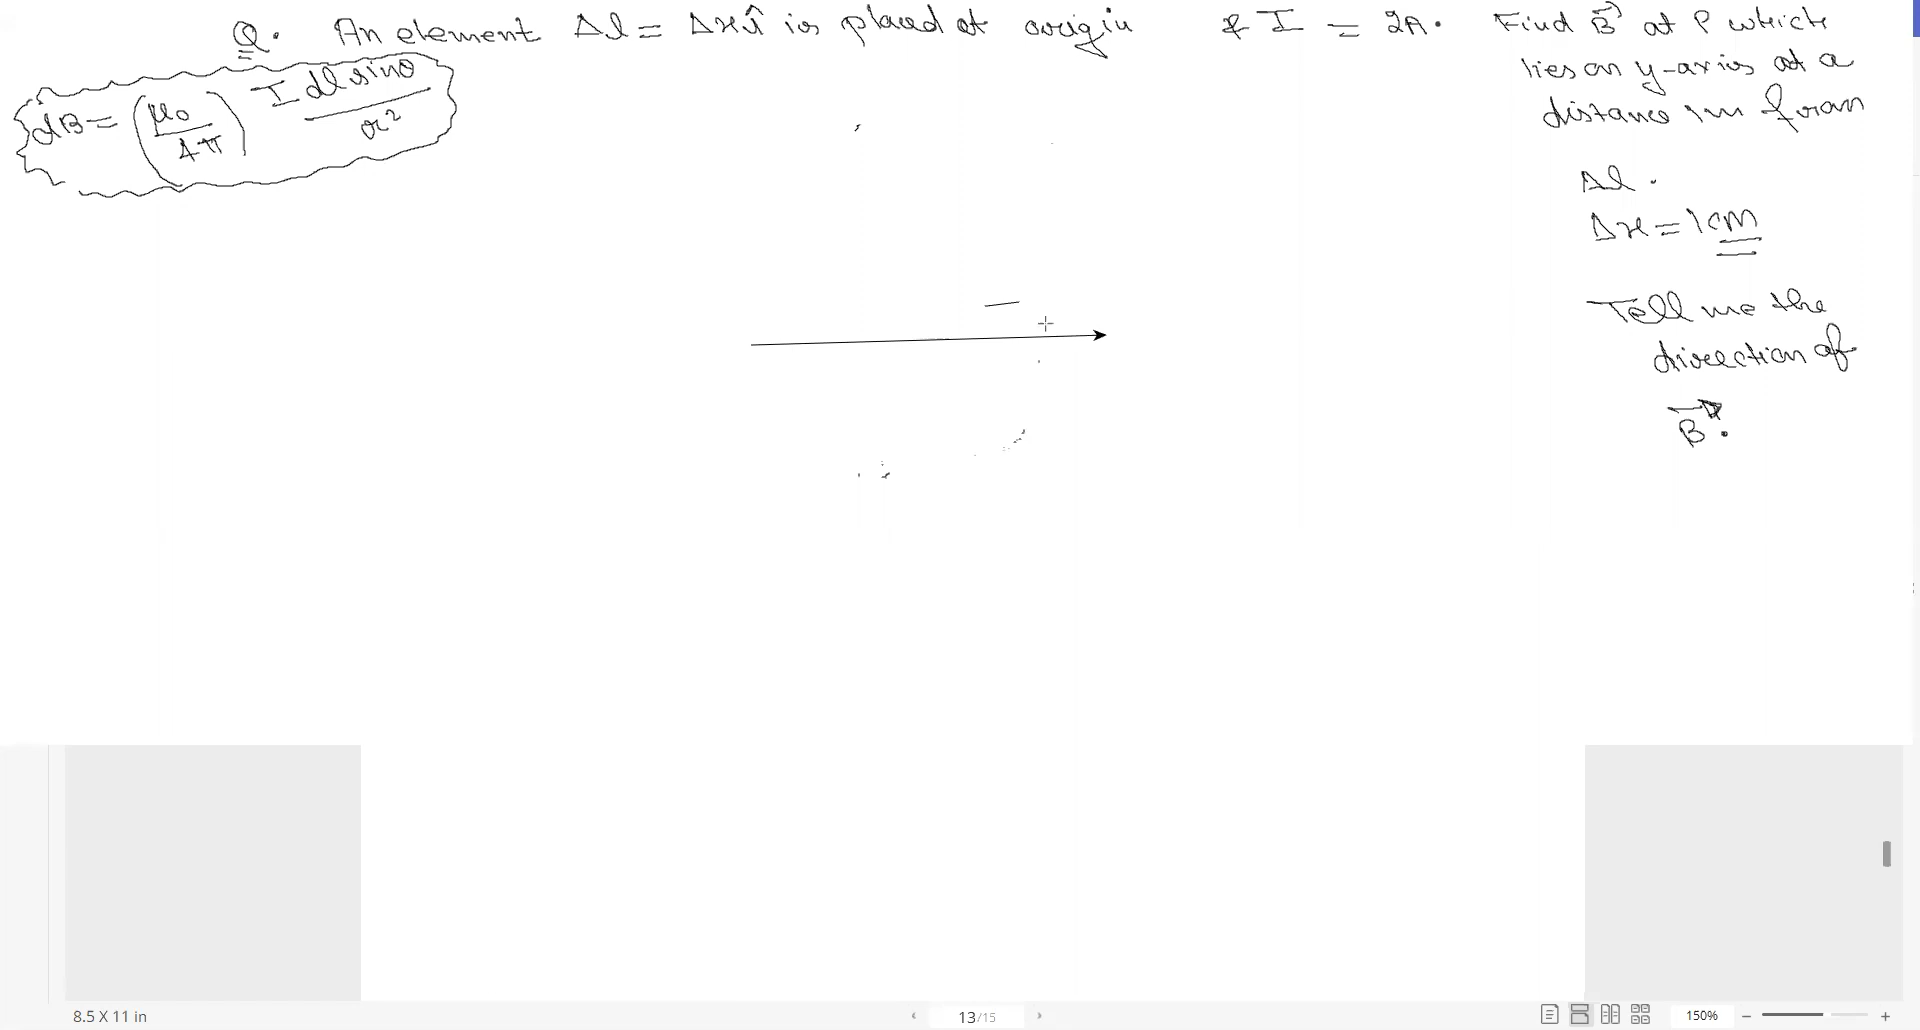 Q. An element Δl = Δxî is placed at origin & I = 2A. Find B⃗ at P which
lies on y-axis at a
distance 1m from
Δl.
Δx = 1cm
Tell me the
direction of
B⃗.
dB = (μ₀/4π) I dl sinθ/r²
8.5 X 11 in
13/15
150%